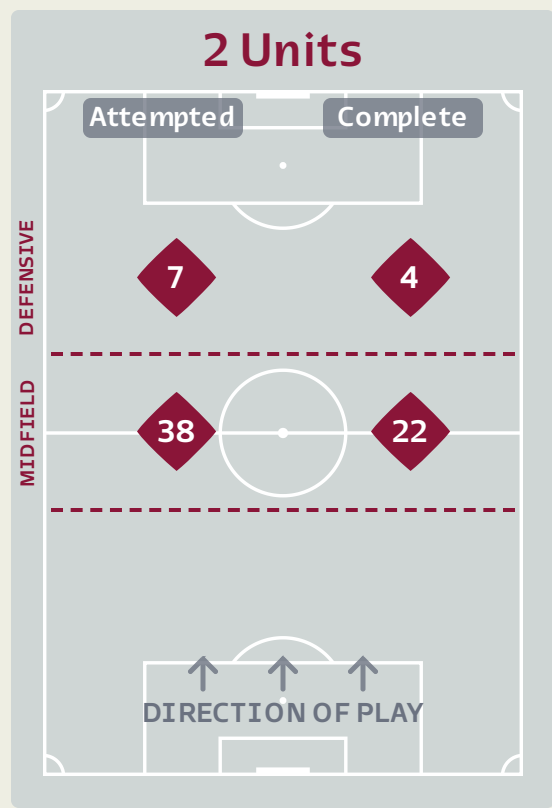 2 Units
Attempted Complete
DEFENSIVE
7 4
MIDFIELD
38 22
DIRECTION OF PLAY